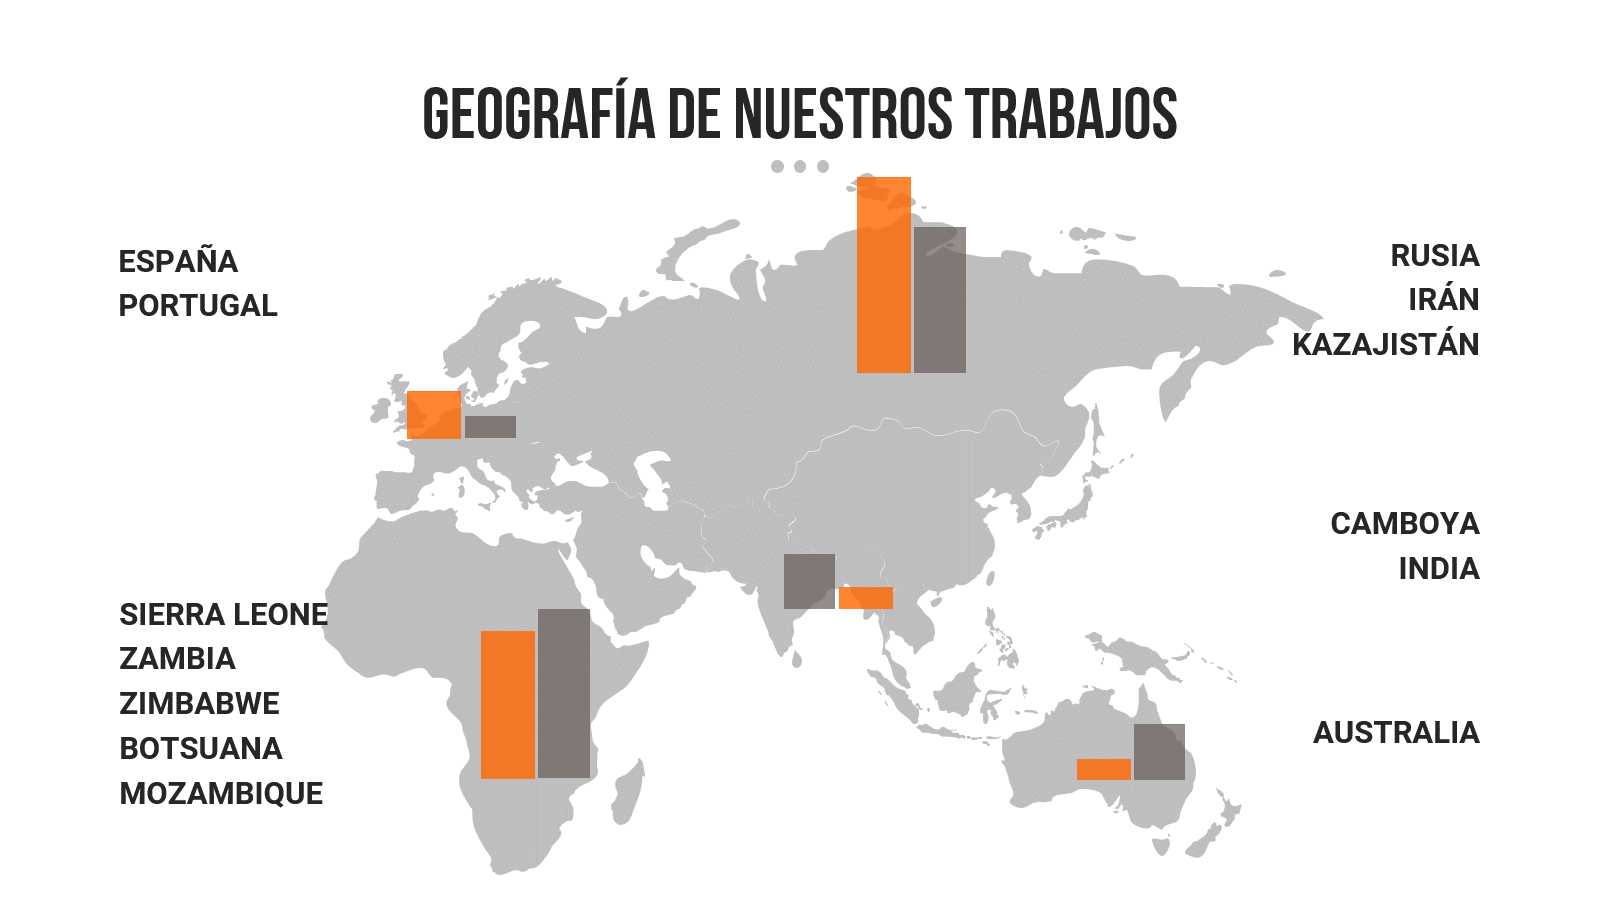 GEOGRAFÍA DE NUESTROS TRABAJOS
ESPAÑA
PORTUGAL
SIERRA LEONE
ZAMBIA
ZIMBABWE
BOTSUANA
MOZAMBIQUE
RUSIA
IRÁN
KAZAJISTÁN
CAMBOYA
INDIA
AUSTRALIA